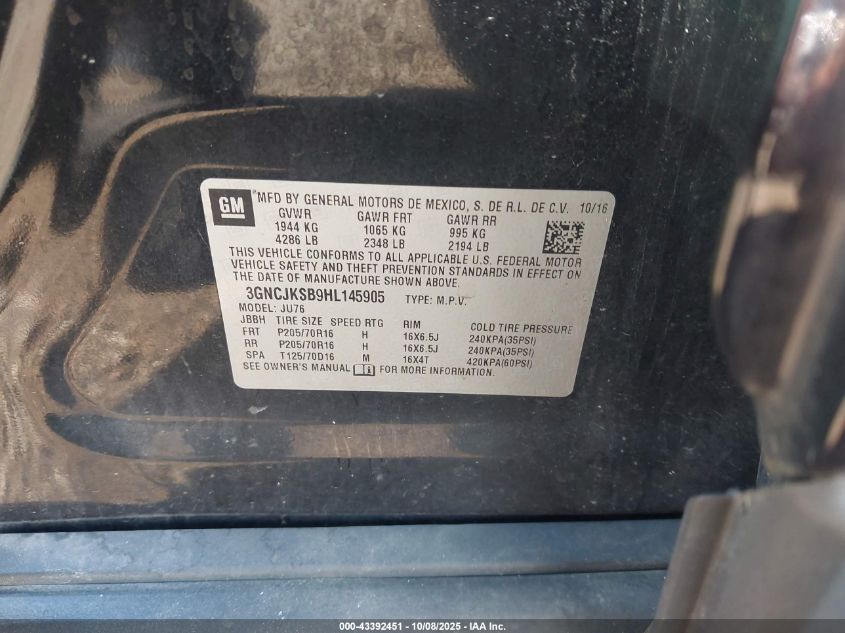 GM
*MFD BY GENERAL MOTORS DE MEXICO, S. DE R.L. DE C.V. 10/16
GVWR GAWR FRT GAWR RR
1944 KG 1065 KG 995 KG
4286 LB 2348 LB 2194 LB
THIS VEHICLE CONFORMS TO ALL APPLICABLE U.S. FEDERAL MOTOR
VEHICLE SAFETY AND THEFT PREVENTION STANDARDS IN EFFECT ON
THE DATE OF MANUFACTURE SHOWN ABOVE.
3GNCJKSB9HL145905 TYPE: M.P.V.
MODEL: JU76
JBBH TIRE SIZE SPEED RTG RIM COLD TIRE PRESSURE
FRT P205/70R16 H 16X6.5J 240KPA(35PSI)
RR P205/70R16 H 16X6.5J 240KPA(35PSI)
SPA T125/70D16 M 16X4T 420KPA(60PSI)
SEE OWNER'S MANUAL FOR MORE INFORMATION.
000-43392451 - 10/08/2025 - IAA Inc.